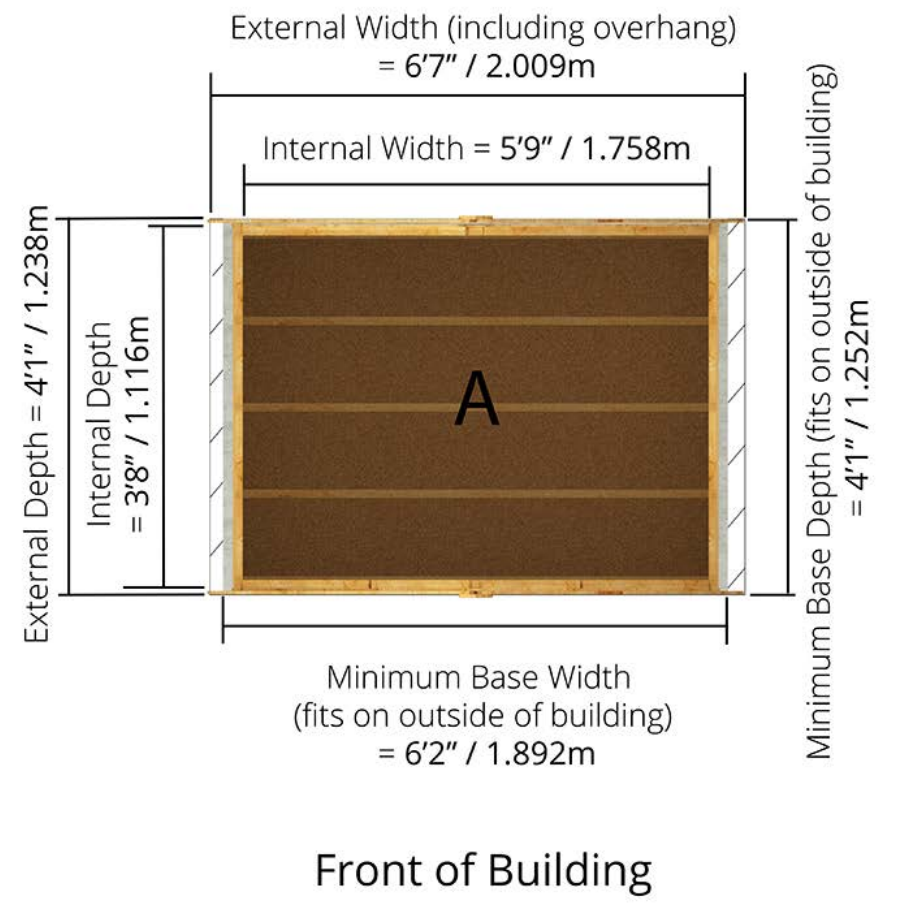 External Width (including overhang)
= 6’7” / 2.009m
Internal Width = 5’9” / 1.758m
External Depth = 4’1” / 1.238m
Internal Depth
= 3’8” / 1.116m
A
Minimum Base Depth (fits on outside of building)
= 4’1” / 1.252m
Minimum Base Width
(fits on outside of building)
= 6’2” / 1.892m
Front of Building